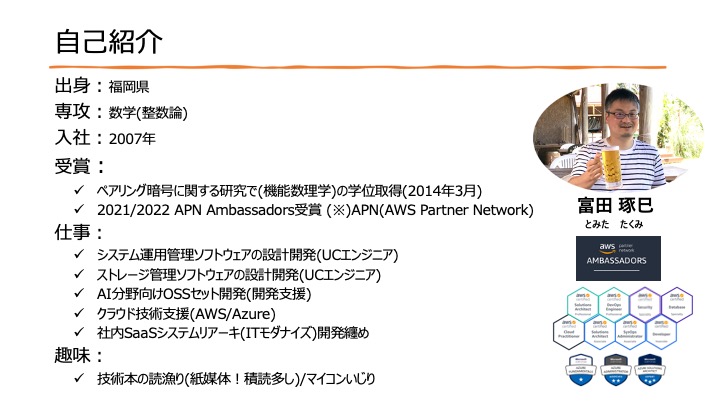 自己紹介
出身：福岡県
専攻：数学(整数論)
入社：2007年
受賞：
✓ ペアリング暗号に関する研究で(機能数理学)の学位取得(2014年3月)
✓ 2021/2022 APN Ambassadors受賞 (※)APN(AWS Partner Network)
仕事：
✓ システム運用管理ソフトウェアの設計開発(UCエンジニア)
✓ ストレージ管理ソフトウェアの設計開発(UCエンジニア)
✓ AI分野向けOSSセット開発(開発支援)
✓ クラウド技術支援(AWS/Azure)
✓ 社内SaaSシステムリアーキ(ITモダナイズ)開発纏め
趣味：
✓ 技術本の読漁り(紙媒体！積読多し)/マイコンいじり
富田 琢巳
とみた たくみ
aws partner network
AMBASSADORS
aws certified Solutions Architect Professional
aws certified DevOps Engineer Professional
aws certified Security Specialty
aws certified Database Specialty
aws certified Cloud Practitioner
aws certified Solutions Architect Associate
aws certified SysOps Administrator Associate
aws certified Developer Associate